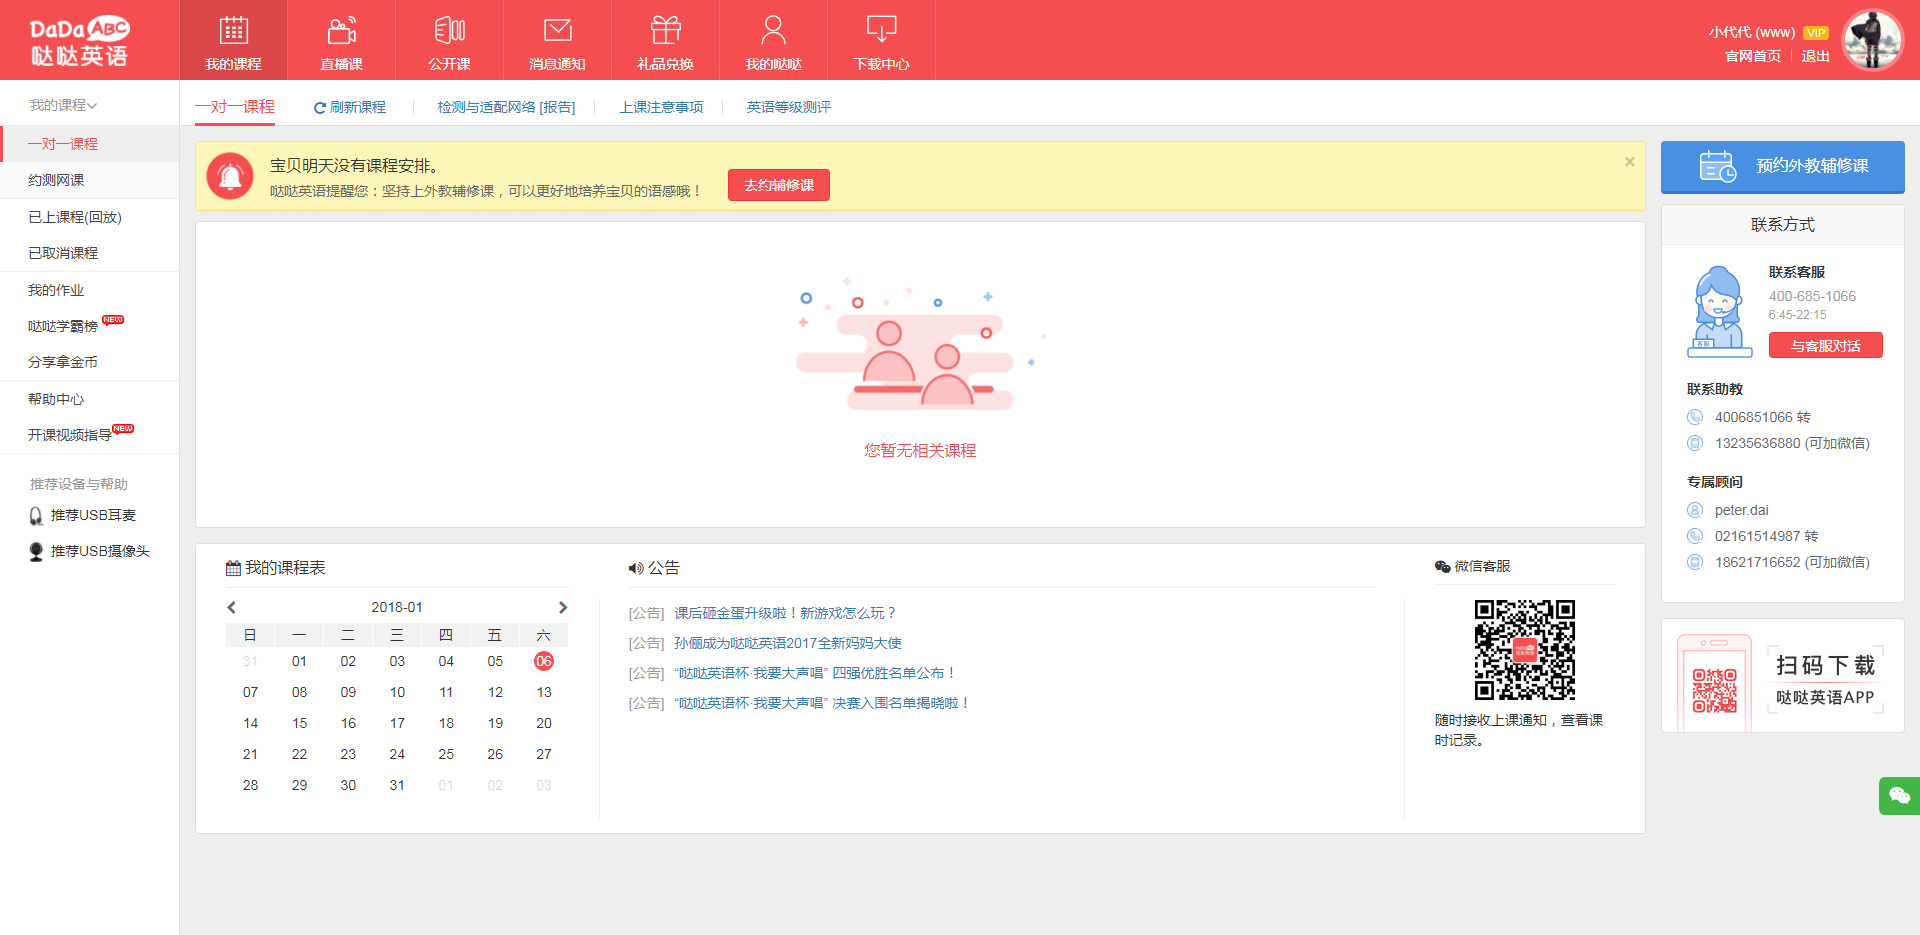 DaDa ABC
哒哒英语
我的课程
直播课
公开课
消息通知
礼品兑换
我的哒哒
下载中心
小代代 (www) VIP
官网首页 退出
我的课程
一对一课程
约测网课
已上课程(回放)
已取消课程
我的作业
哒哒学霸榜 NEW
分享拿金币
帮助中心
开课视频指导 NEW
推荐设备与帮助
推荐USB耳麦
推荐USB摄像头
一对一课程 刷新课程 检测与适配网络 [报告] 上课注意事项 英语等级测评
宝贝明天没有课程安排。
哒哒英语提醒您：坚持上外教辅修课，可以更好地培养宝贝的语感哦！
去约辅修课
×
您暂无相关课程
我的课程表
2018-01
日 一 二 三 四 五 六
31 01 02 03 04 05 06
07 08 09 10 11 12 13
14 15 16 17 18 19 20
21 22 23 24 25 26 27
28 29 30 31 01 02 03
公告
[公告] 课后砸金蛋升级啦！新游戏怎么玩？
[公告] 孙俪成为哒哒英语2017全新妈妈大使
[公告] “哒哒英语杯·我要大声唱” 四强优胜名单公布！
[公告] “哒哒英语杯·我要大声唱” 决赛入围名单揭晓啦！
微信客服
随时接收上课通知，查看课
时记录。
预约外教辅修课
联系方式
客服
联系客服
400-685-1066
6:45-22:15
与客服对话
联系助教
4006851066 转
13235636880 (可加微信)
专属顾问
peter.dai
02161514987 转
18621716652 (可加微信)
扫码下载
哒哒英语APP